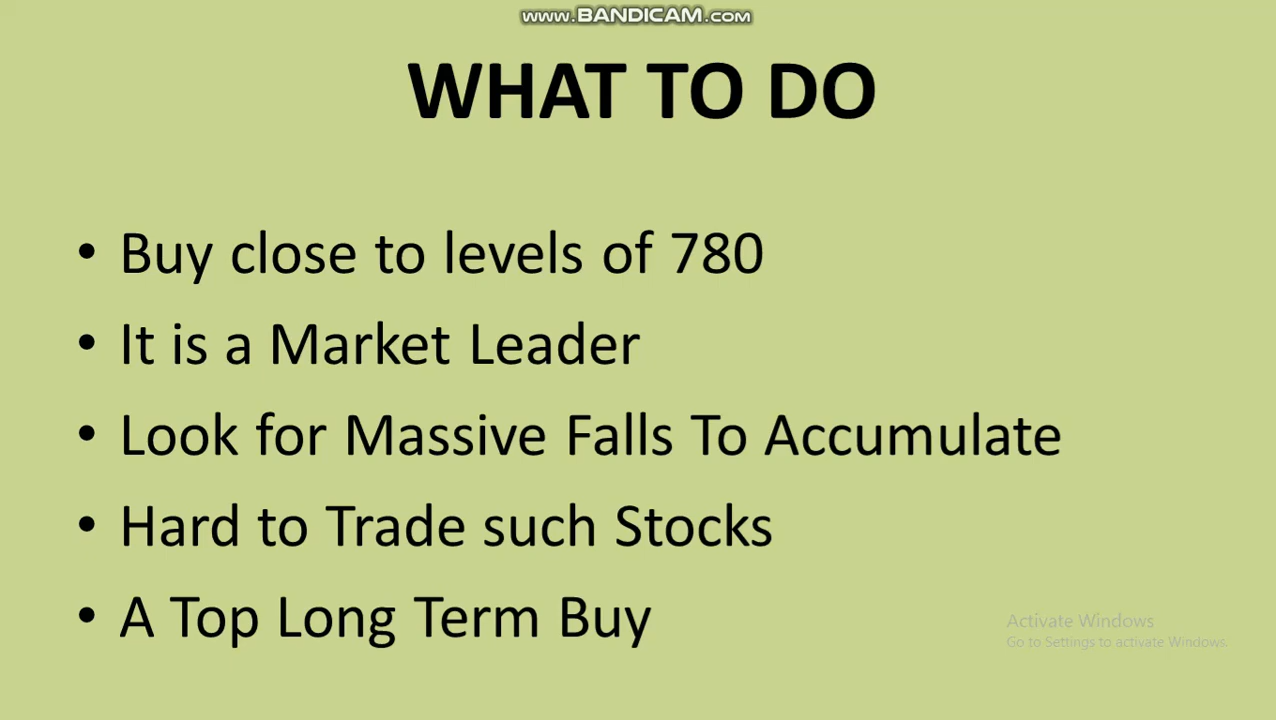 www.BANDICAM.com
WHAT TO DO
• Buy close to levels of 780
• It is a Market Leader
• Look for Massive Falls To Accumulate
• Hard to Trade such Stocks
• A Top Long Term Buy
Activate Windows
Go to Settings to activate Windows.